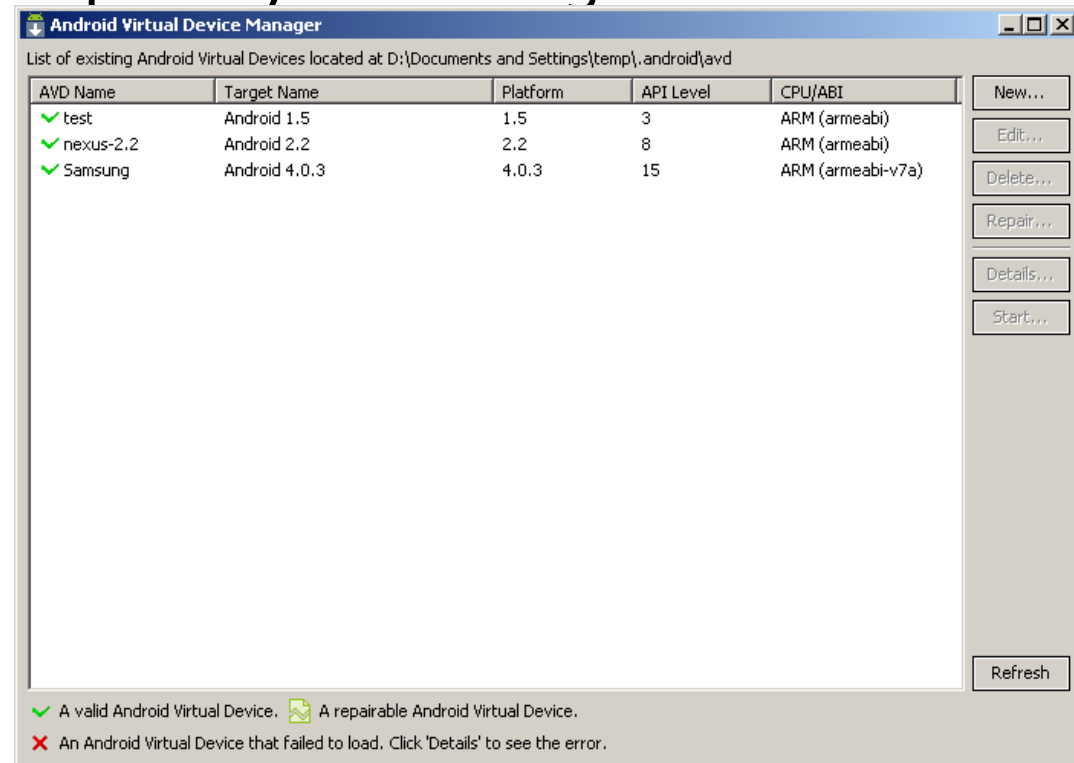 Android Virtual Device Manager
List of existing Android Virtual Devices located at D:\Documents and Settings\temp\.android\avd
AVD Name Target Name Platform API Level CPU/ABI
test Android 1.5 1.5 3 ARM (armeabi)
nexus-2.2 Android 2.2 2.2 8 ARM (armeabi)
Samsung Android 4.0.3 4.0.3 15 ARM (armeabi-v7a)
New...
Edit...
Delete...
Repair...
Details...
Start...
Refresh
A valid Android Virtual Device. A repairable Android Virtual Device.
An Android Virtual Device that failed to load. Click 'Details' to see the error.